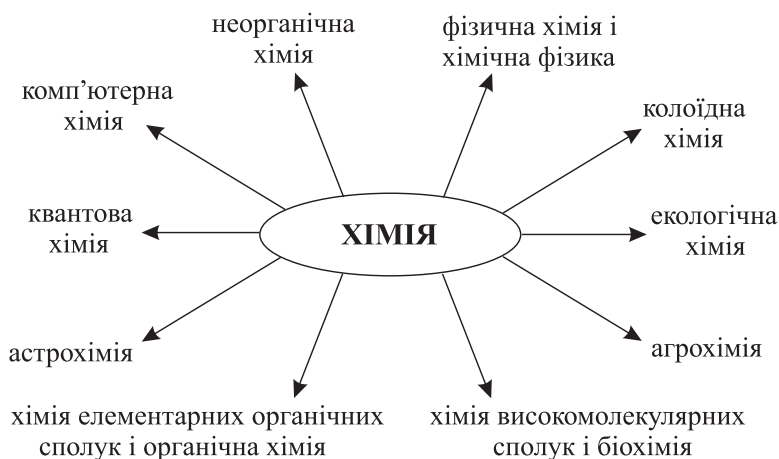 неорганічна
хімія
фізична хімія і
хімічна фізика
комп’ютерна
хімія
колоїдна
хімія
квантова
хімія
ХІМІЯ
екологічна
хімія
астрохімія
агрохімія
хімія елементарних органічних
сполук і органічна хімія
хімія високомолекулярних
сполук і біохімія